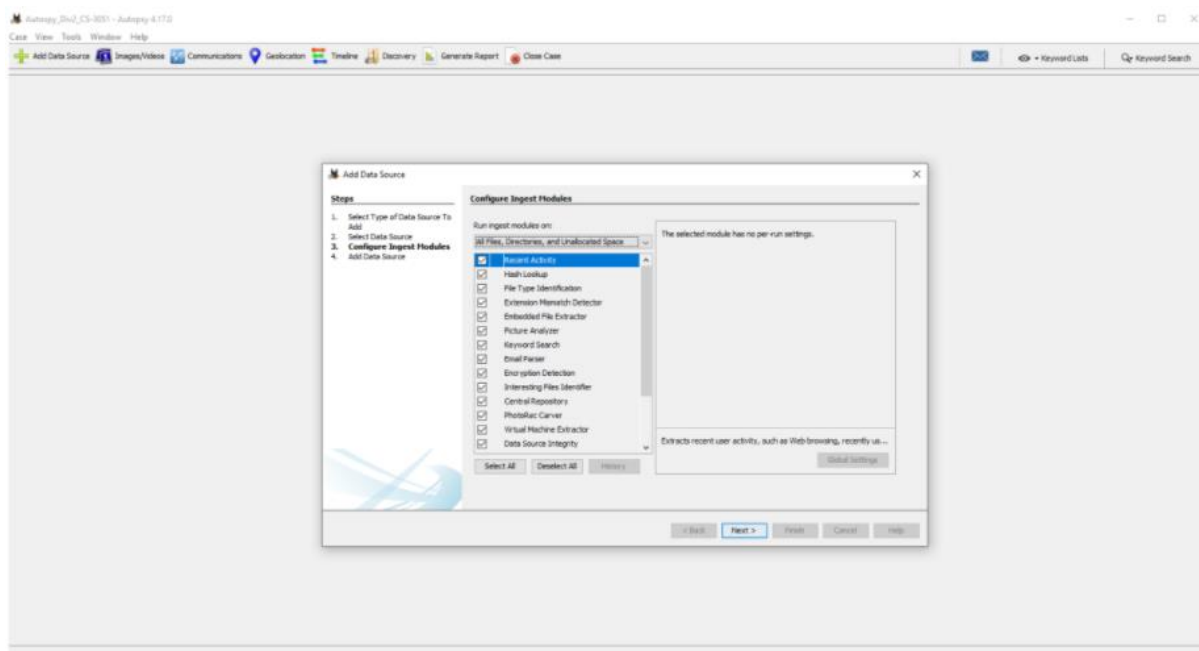 Autopsy_Div2_CS-3051 - Autopsy 4.17.0
Case View Tools Window Help
Add Data Source Images/Videos Communications Geolocation Timeline Discovery Generate Report Close Case Keyword Lists Keyword Search
Add Data Source
Steps
1. Select Type of Data Source To Add
2. Select Data Source
3. Configure Ingest Modules
4. Add Data Source
Configure Ingest Modules
Run ingest modules on:
All Files, Directories, and Unallocated Space
Recent Activity
Hash Lookup
File Type Identification
Extension Mismatch Detector
Embedded File Extractor
Picture Analyzer
Keyword Search
Email Parser
Encryption Detection
Interesting Files Identifier
Central Repository
PhotoRec Carver
Virtual Machine Extractor
Data Source Integrity
Select All Deselect All History
The selected module has no per-run settings.
Extracts recent user activity, such as Web browsing, recently us...
Global Settings
< Back Next > Finish Cancel Help